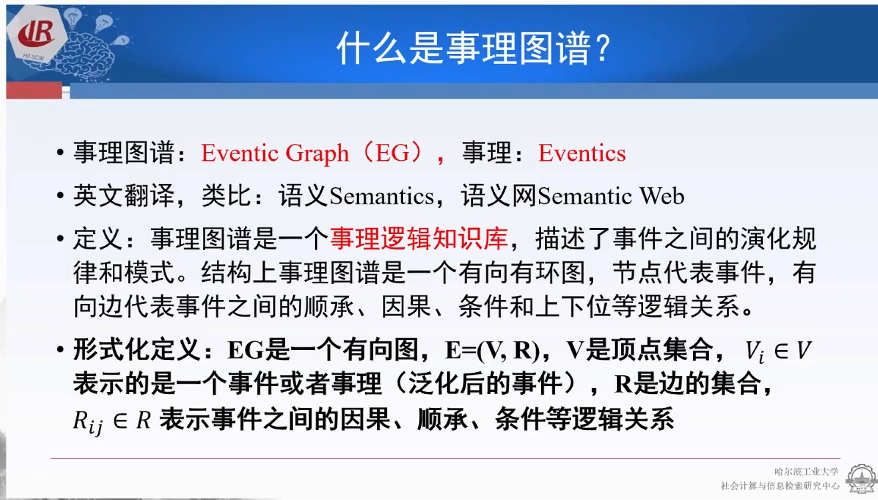 HITSCIR
什么是事理图谱？
• 事理图谱：Eventic Graph（EG），事理：Eventics
• 英文翻译，类比：语义Semantics，语义网Semantic Web
• 定义：事理图谱是一个事理逻辑知识库，描述了事件之间的演化规
律和模式。结构上事理图谱是一个有向有环图，节点代表事件，有
向边代表事件之间的顺承、因果、条件和上下位等逻辑关系。
• 形式化定义：EG是一个有向图，E=(V, R)，V是顶点集合， Vᵢ ∈ V
表示的是一个事件或者事理（泛化后的事件），R是边的集合，
Rᵢⱼ ∈ R 表示事件之间的因果、顺承、条件等逻辑关系
哈尔滨工业大学
社会计算与信息检索研究中心